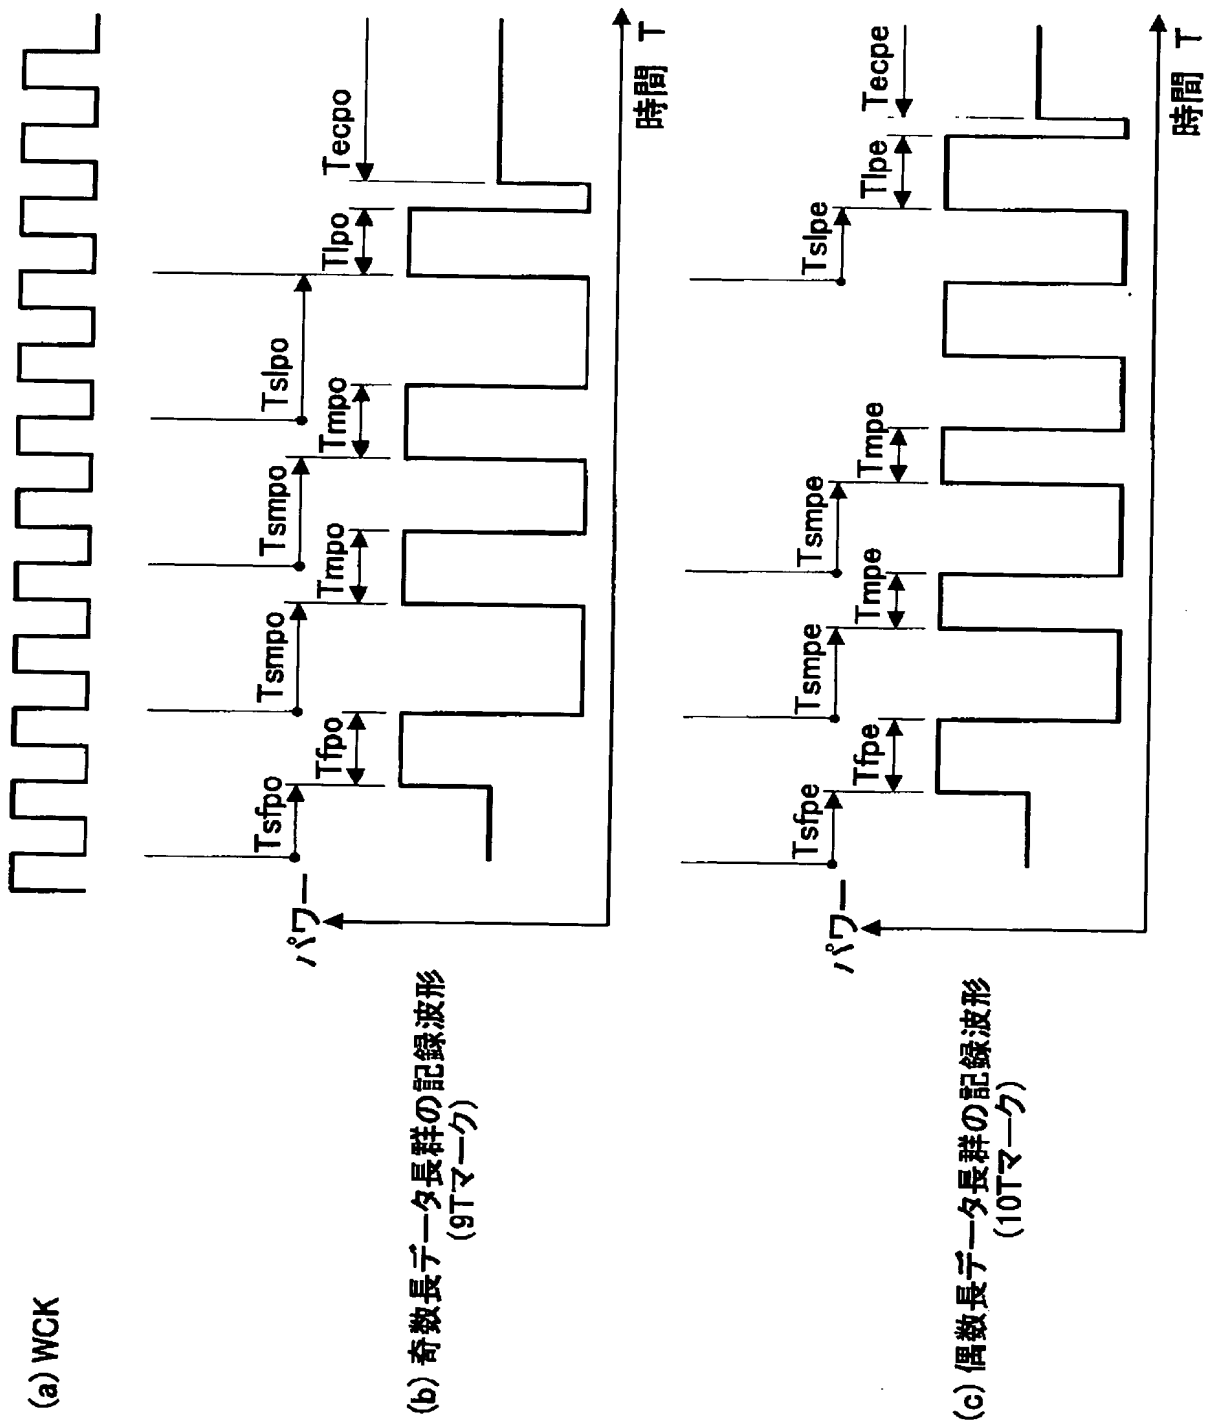 (a) WCK
(b) 奇数長データ長群の記録波形
(9Tマーク)
パワー
Tsfpo
Tfpo
Tsmpo
Tmpo
Tsmpo
Tmpo
Tslpo
Tlpo
Tecpo
時間 T
(c) 偶数長データ長群の記録波形
(10Tマーク)
パワー
Tsfpe
Tfpe
Tsmpe
Tmpe
Tsmpe
Tmpe
Tslpe
Tlpe
Tecpe
時間 T